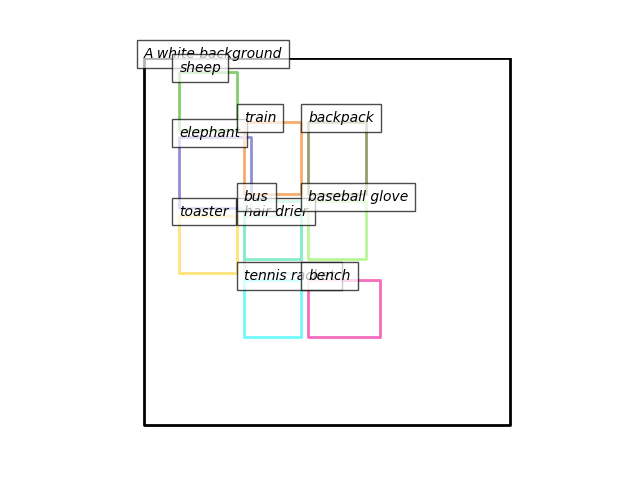 A white background
sheep
train
backpack
elephant
bus
baseball glove
toaster
hair drier
tennis racket
bench